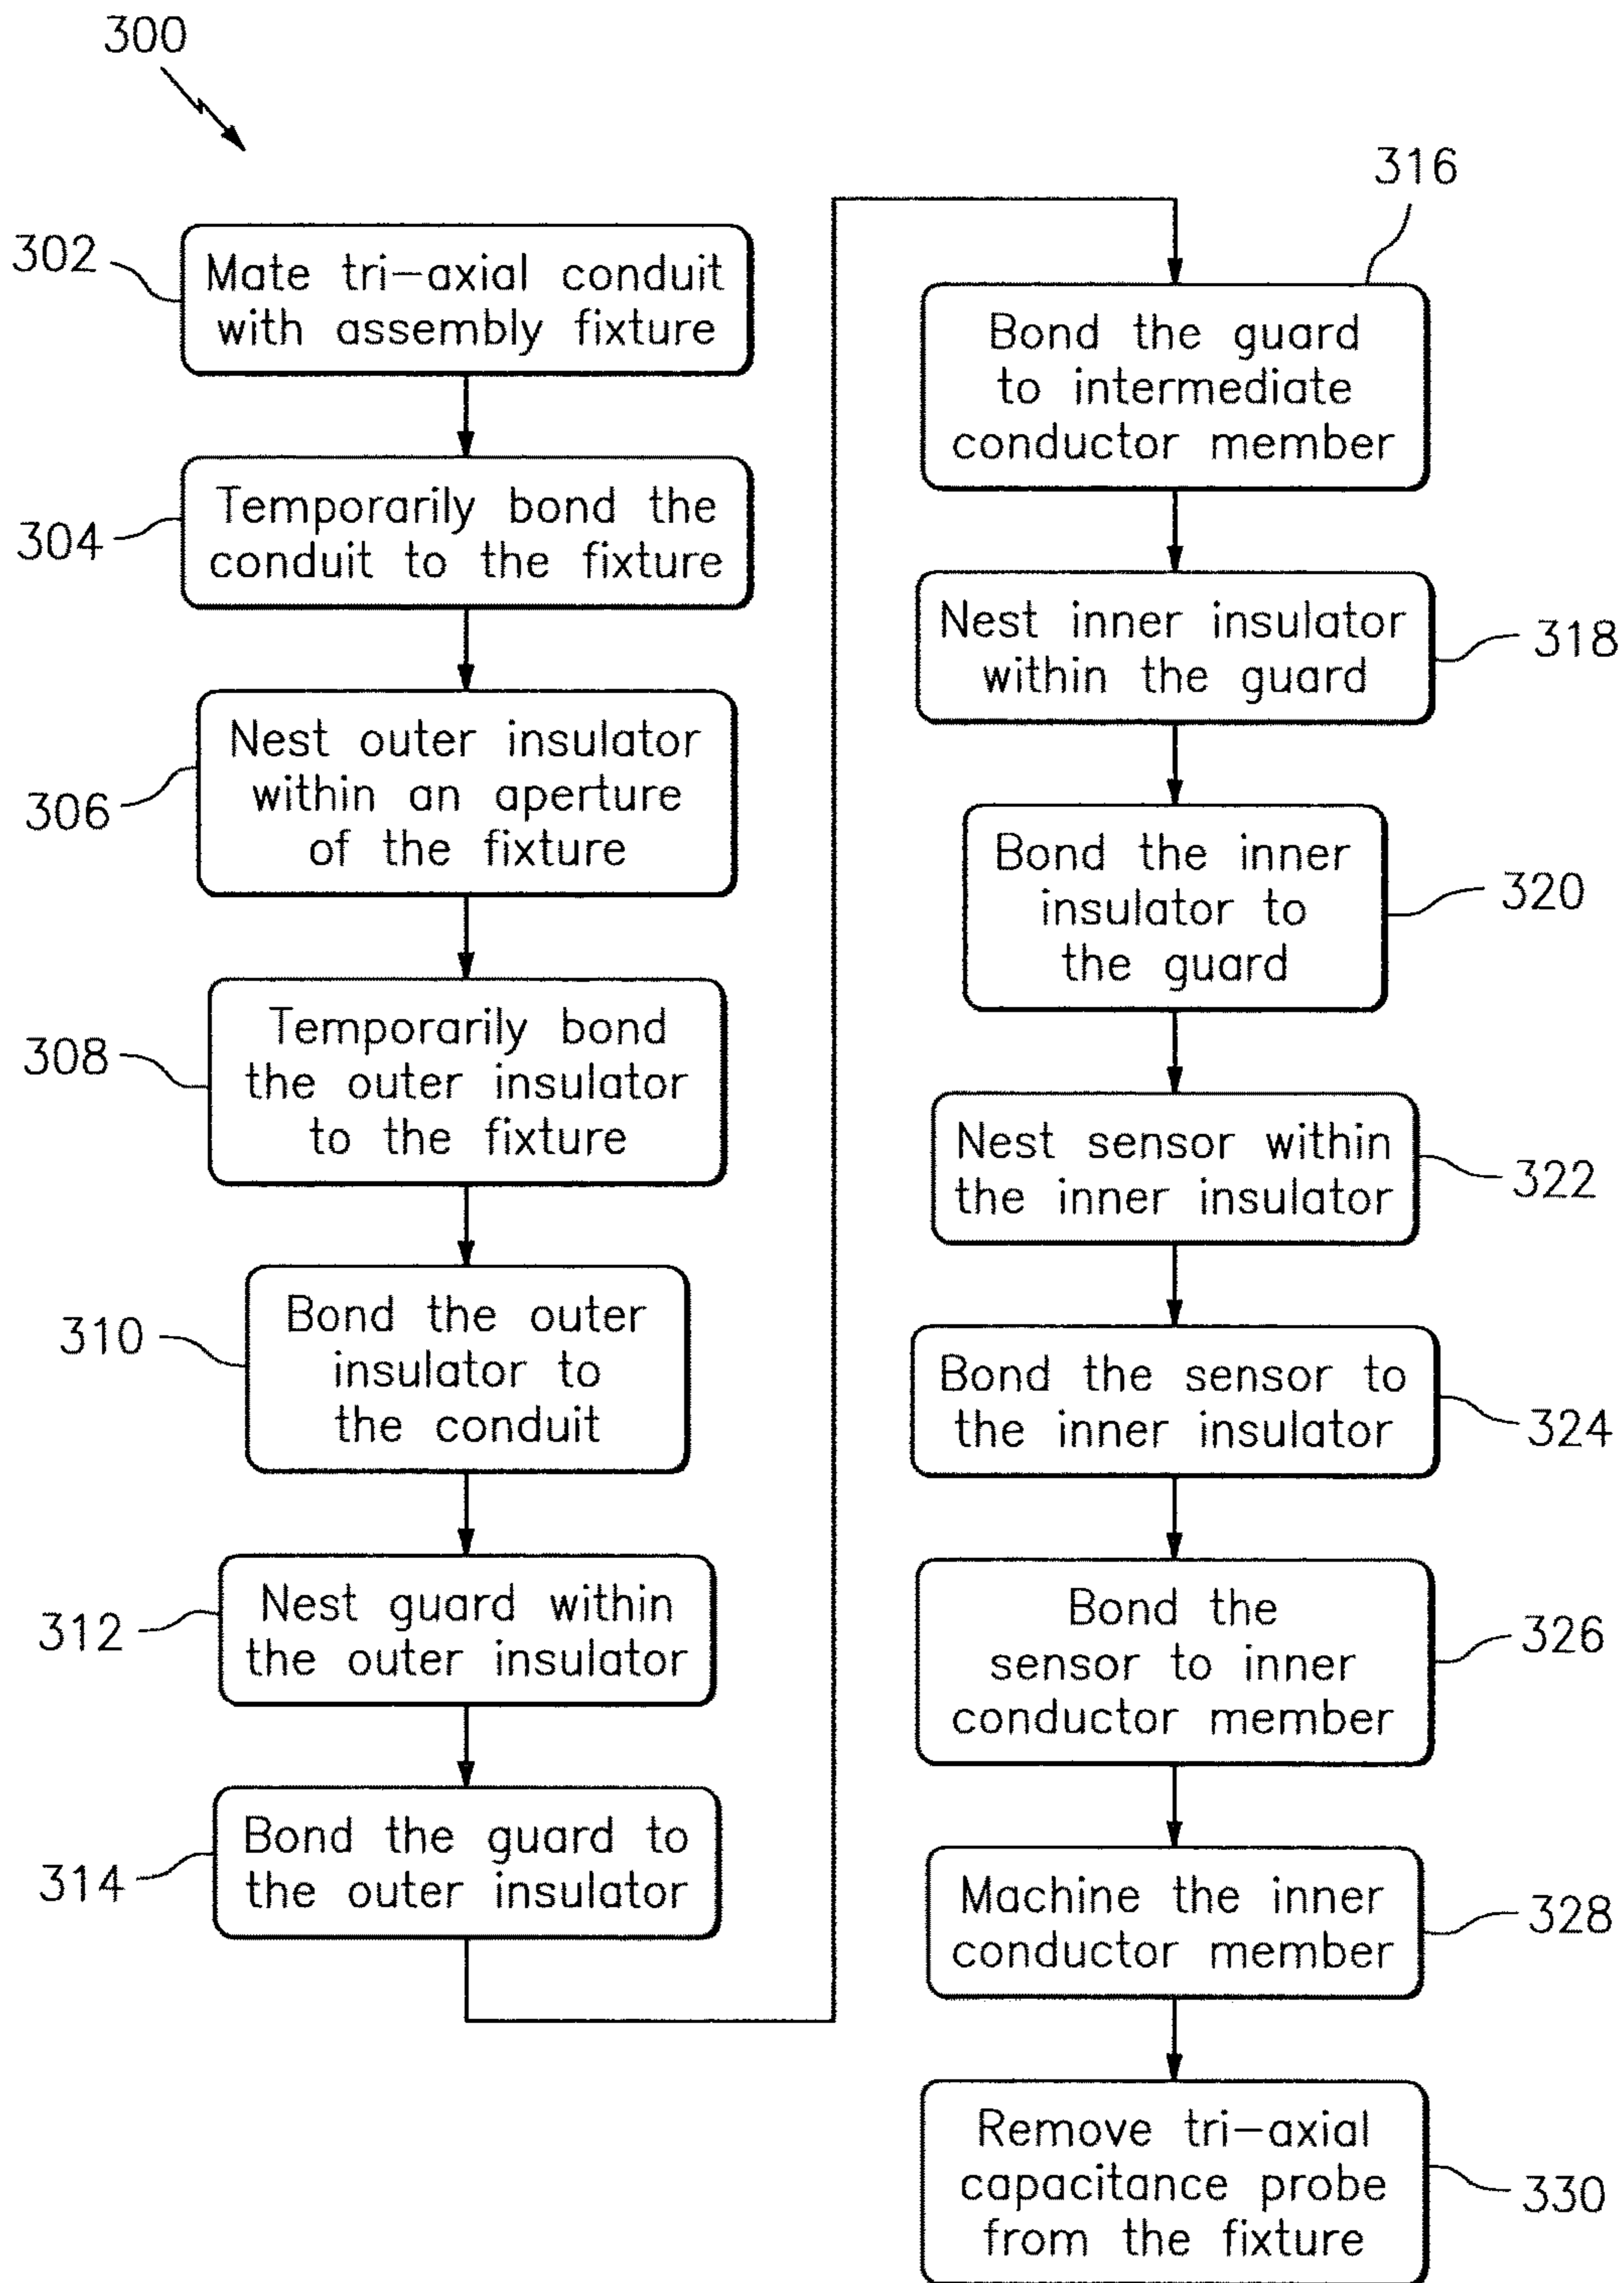 300
302
Mate tri-axial conduit
with assembly fixture
304
Temporarily bond the
conduit to the fixture
306
Nest outer insulator
within an aperture
of the fixture
308
Temporarily bond
the outer insulator
to the fixture
310
Bond the outer
insulator to
the conduit
312
Nest guard within
the outer insulator
314
Bond the guard to
the outer insulator
316
Bond the guard
to intermediate
conductor member
318
Nest inner insulator
within the guard
320
Bond the inner
insulator to
the guard
322
Nest sensor within
the inner insulator
324
Bond the sensor to
the inner insulator
326
Bond the
sensor to inner
conductor member
328
Machine the inner
conductor member
330
Remove tri-axial
capacitance probe
from the fixture